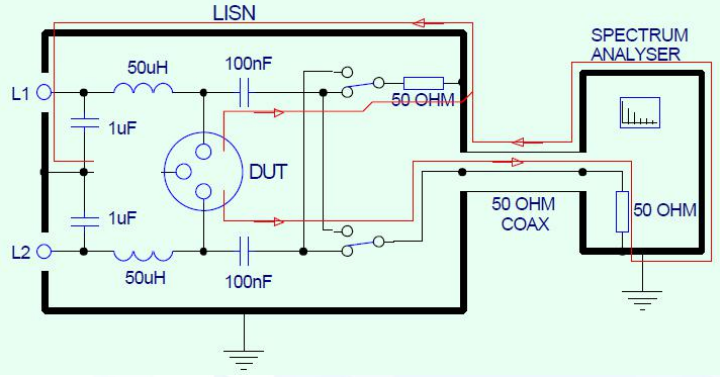 LISN
SPECTRUM
ANALYSER
50uH
100nF
L1
50 OHM
1uF
DUT
1uF
50 OHM
COAX
50 OHM
L2
50uH
100nF